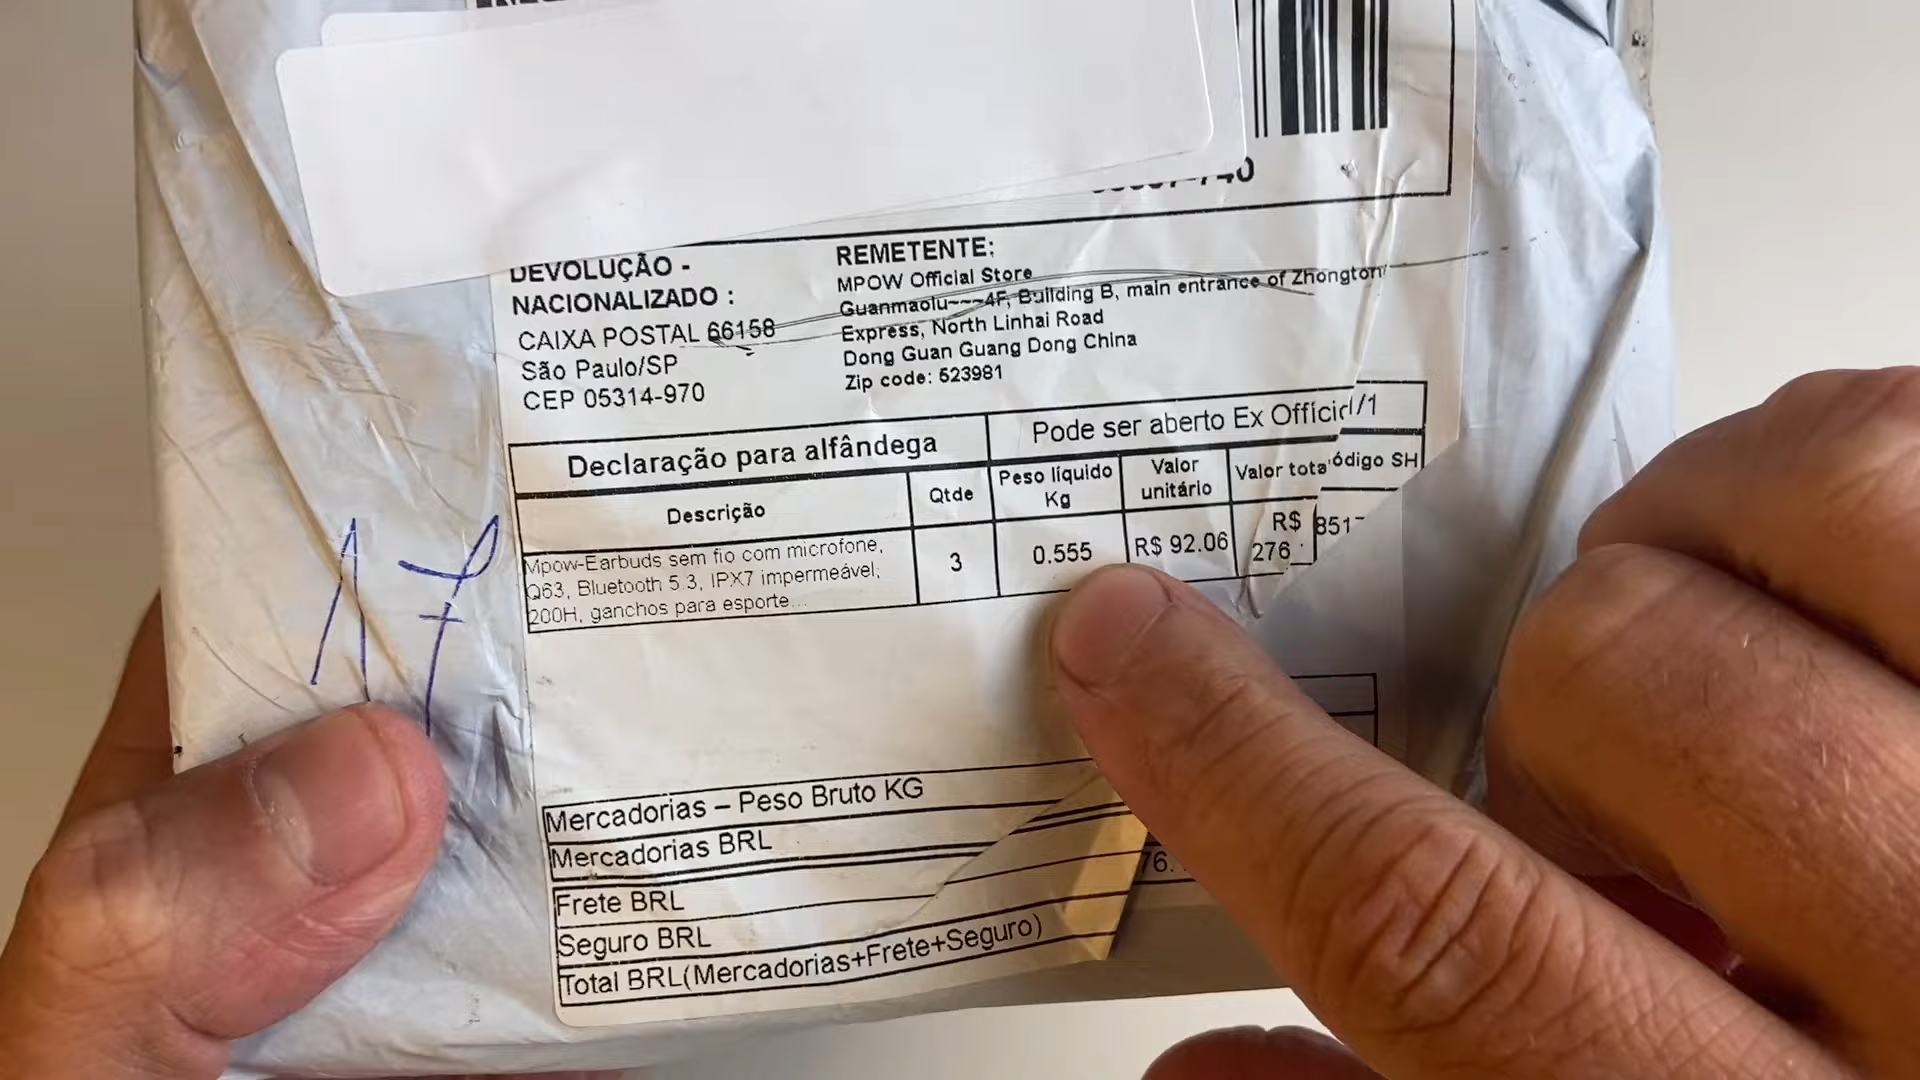 DEVOLUÇÃO -
NACIONALIZADO :
CAIXA POSTAL 66158
São Paulo/SP
CEP 05314-970
REMETENTE:
MPOW Official Store
Guanmaolu~~~4F, Building B, main entrance of Zhongton
Express, North Linhai Road
Dong Guan Guang Dong China
Zip code: 523981
Declaração para alfândega
Pode ser aberto Ex Offici /1
Descrição
Qtde
Peso líquido
Kg
Valor
unitário
Valor tota
ódigo SH
Mpow-Earbuds sem fio com microfone,
Q63, Bluetooth 5.3, IPX7 impermeável,
200H, ganchos para esporte...
3
0.555
R$ 92.06
R$
276
851
Mercadorias – Peso Bruto KG
Mercadorias BRL
Frete BRL
76.
Seguro BRL
Total BRL(Mercadorias+Frete+Seguro)